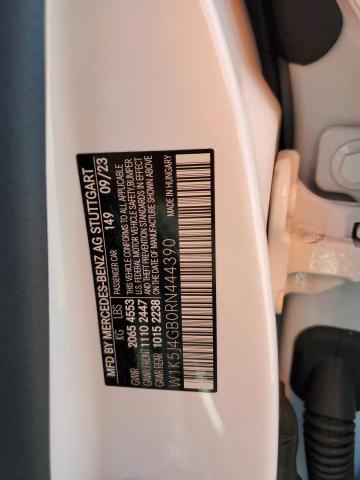 MFD BY MERCEDES-BENZ AG STUTTGART
PASSENGER CAR 149 09/23
KG LBS THIS VEHICLE CONFORMS TO ALL APPLICABLE
GVWR 2065 4553 U.S. FEDERAL MOTOR VEHICLE SAFETY,BUMPER
GAWR FRONT 1110 2447 AND THEFT PREVENTION STANDARDS IN EFFECT
GAWR REAR 1015 2238 ON THE DATE OF MANUFACTURE SHOWN ABOVE
MADE IN HUNGARY
W1K5J4GB0RN444390